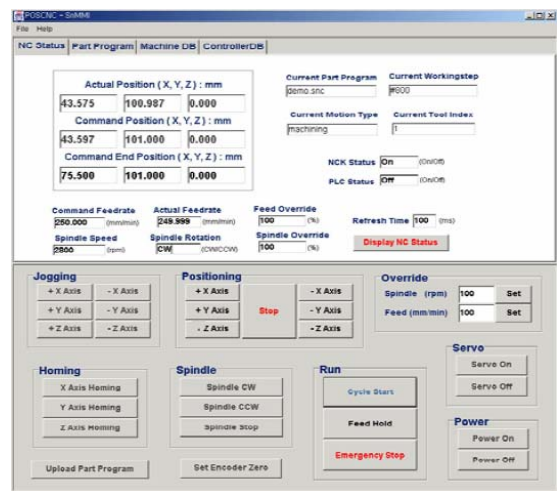 POSCNC - SnMMI
File Help
NC Status Part Program Machine DB ControllerDB
Actual Position ( X, Y, Z ) : mm
43.575 100.987 0.000
Command Position ( X, Y, Z ) : mm
43.597 101.000 0.000
Command End Position ( X, Y, Z ) : mm
75.500 101.000 0.000
Current Part Program Current Workingstep
demo.snc #800
Current Motion Type Current Tool Index
machining 1
NCK Status On (On/Off)
PLC Status Off (On/Off)
Command Feedrate Actual Feedrate Feed Override
250.000 (mm/min) 249.999 (mm/min) 100 (%)
Refresh Time 100 (ms)
Spindle Speed Spindle Rotation Spindle Override
2800 (rpm) CW (CW/CCW) 100 (%)
Display NC Status
Jogging Positioning Override
+ X Axis - X Axis + X Axis Stop - X Axis Spindle (rpm) 100 Set
+ Y Axis - Y Axis + Y Axis - Y Axis Feed (mm/min) 100 Set
+ Z Axis - Z Axis - Z Axis - Z Axis
Homing Spindle Run Servo
X Axis Homing Spindle CW Cycle Start Servo On
Y Axis Homing Spindle CCW Feed Hold Servo Off
Z Axis Homing Spindle Stop Emergency Stop
Power
Power On
Power Off
Upload Part Program Set Encoder Zero